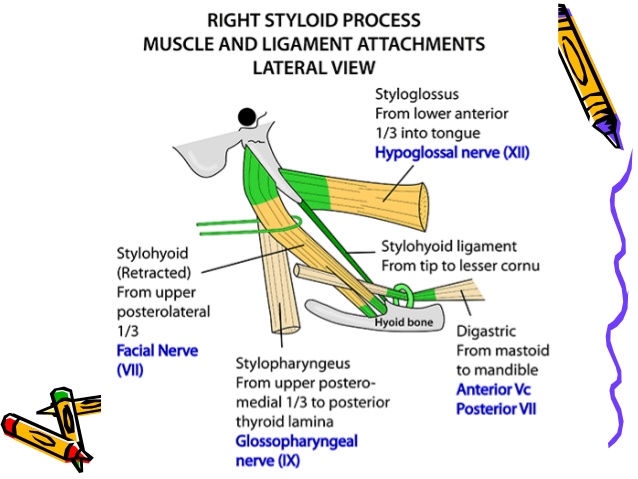 RIGHT STYLOID PROCESS
MUSCLE AND LIGAMENT ATTACHMENTS
LATERAL VIEW
Styloglossus
From lower anterior
1/3 into tongue
Hypoglossal nerve (XII)
Stylohyoid ligament
From tip to lesser cornu
Stylohyoid
(Retracted)
From upper
posterolateral
1/3
Facial Nerve
(VII)
Hyoid bone
Digastric
From mastoid
to mandible
Anterior Vc
Posterior VII
Stylopharyngeus
From upper postero-
medial 1/3 to posterior
thyroid lamina
Glossopharyngeal
nerve (IX)